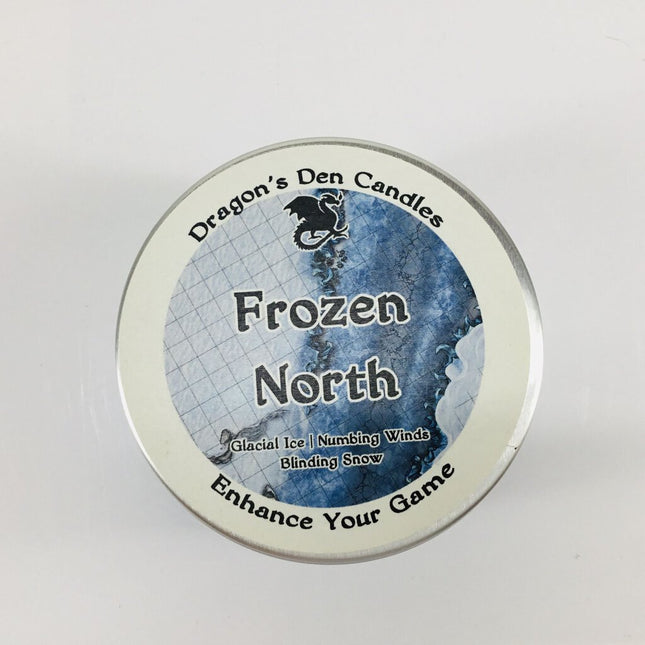 Dragon's Den Candles
Frozen
North
Glacial Ice | Numbing Winds
Blinding Snow
Enhance Your Game